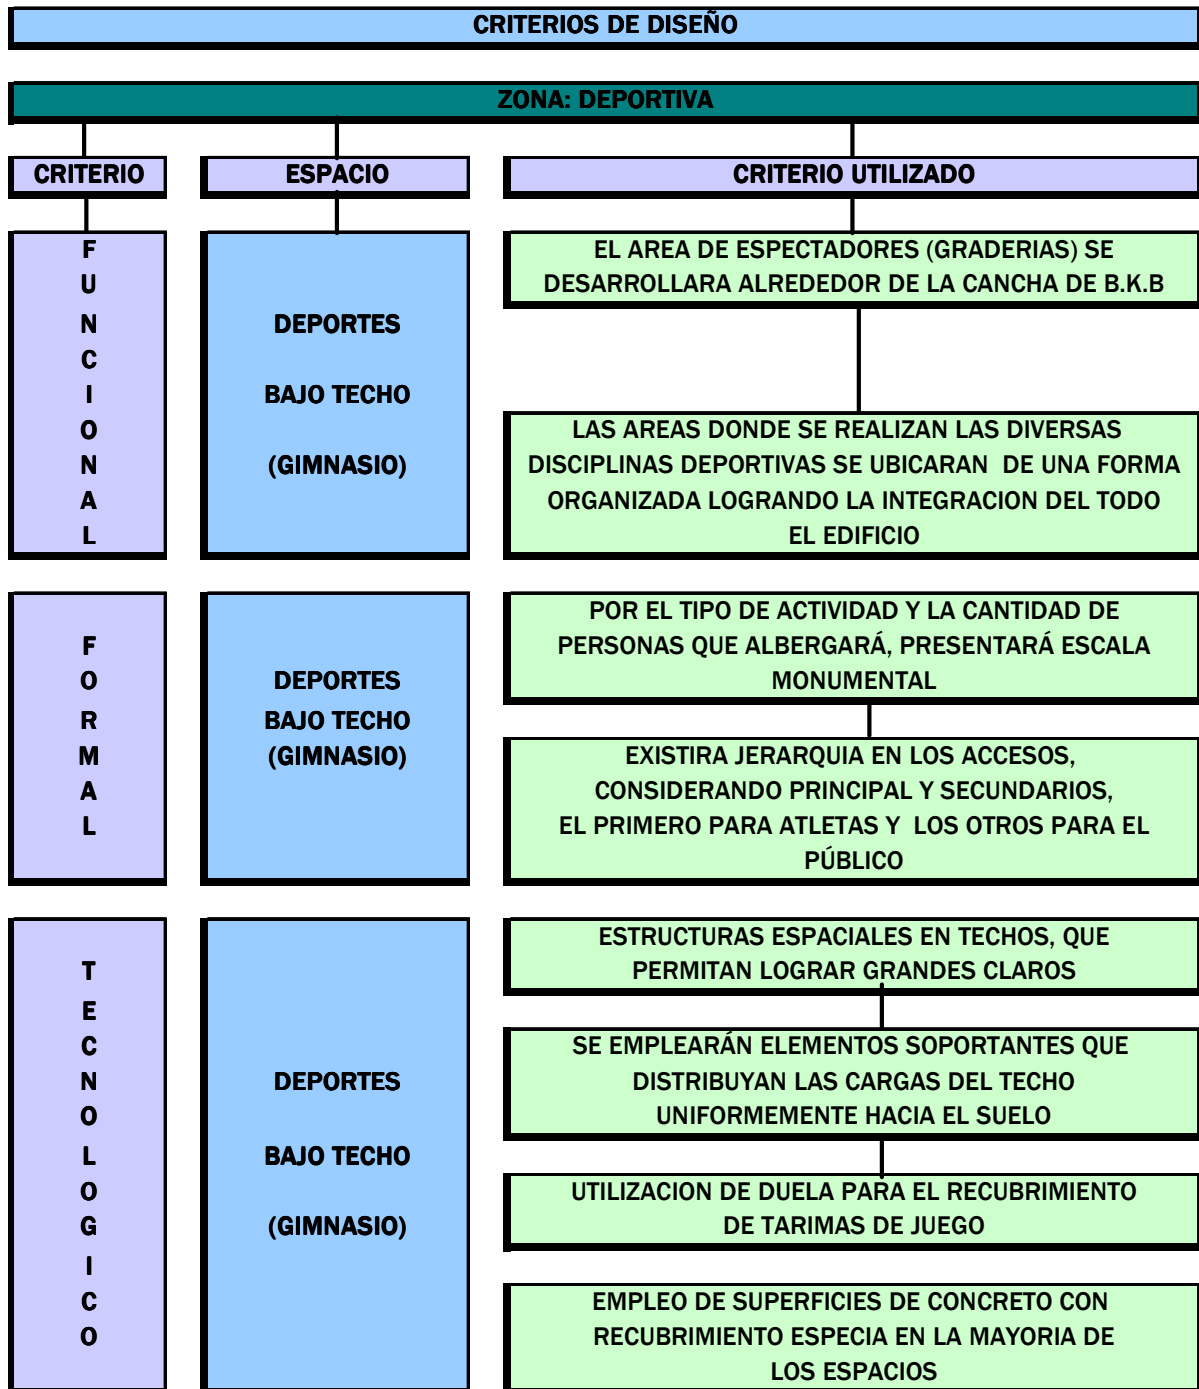 CRITERIOS DE DISEÑO
ZONA: DEPORTIVA
CRITERIO
ESPACIO
CRITERIO UTILIZADO
F
U
N
C
I
O
N
A
L
DEPORTES
BAJO TECHO
(GIMNASIO)
EL AREA DE ESPECTADORES (GRADERIAS) SE
DESARROLLARA ALREDEDOR DE LA CANCHA DE B.K.B
LAS AREAS DONDE SE REALIZAN LAS DIVERSAS
DISCIPLINAS DEPORTIVAS SE UBICARAN DE UNA FORMA
ORGANIZADA LOGRANDO LA INTEGRACION DEL TODO
EL EDIFICIO
F
O
R
M
A
L
DEPORTES
BAJO TECHO
(GIMNASIO)
POR EL TIPO DE ACTIVIDAD Y LA CANTIDAD DE
PERSONAS QUE ALBERGARÁ, PRESENTARÁ ESCALA
MONUMENTAL
EXISTIRA JERARQUIA EN LOS ACCESOS,
CONSIDERANDO PRINCIPAL Y SECUNDARIOS,
EL PRIMERO PARA ATLETAS Y LOS OTROS PARA EL
PÚBLICO
T
E
C
N
O
L
O
G
I
C
O
DEPORTES
BAJO TECHO
(GIMNASIO)
ESTRUCTURAS ESPACIALES EN TECHOS, QUE
PERMITAN LOGRAR GRANDES CLAROS
SE EMPLEARÁN ELEMENTOS SOPORTANTES QUE
DISTRIBUYAN LAS CARGAS DEL TECHO
UNIFORMEMENTE HACIA EL SUELO
UTILIZACION DE DUELA PARA EL RECUBRIMIENTO
DE TARIMAS DE JUEGO
EMPLEO DE SUPERFICIES DE CONCRETO CON
RECUBRIMIENTO ESPECIA EN LA MAYORIA DE
LOS ESPACIOS